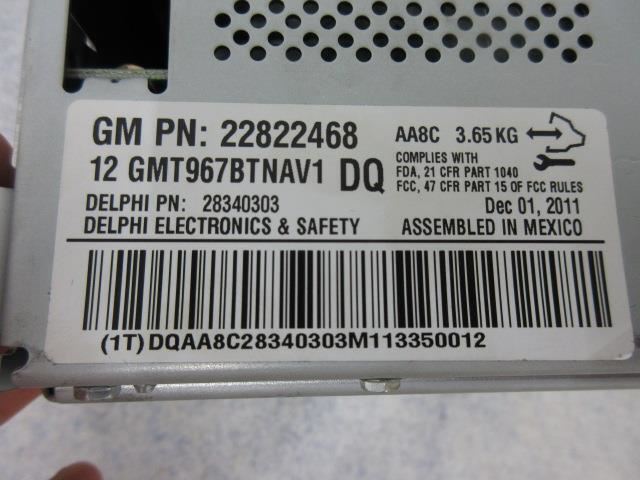 GM PN: 22822468 AA8C 3.65 KG
12 GMT967BTNAV1 DQ
COMPLIES WITH
FDA, 21 CFR PART 1040
FCC, 47 CFR PART 15 OF FCC RULES
DELPHI PN: 28340303 Dec 01, 2011
DELPHI ELECTRONICS & SAFETY ASSEMBLED IN MEXICO
(1T) DQAA8C28340303M113350012